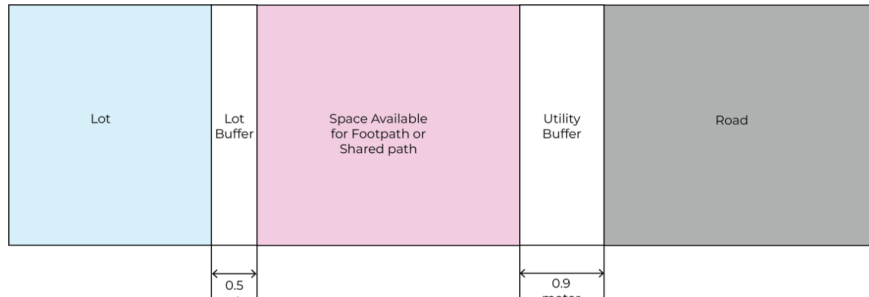 Lot
Lot
Buffer
Space Available
for Footpath or
Shared path
Utility
Buffer
Road
0.5
0.9